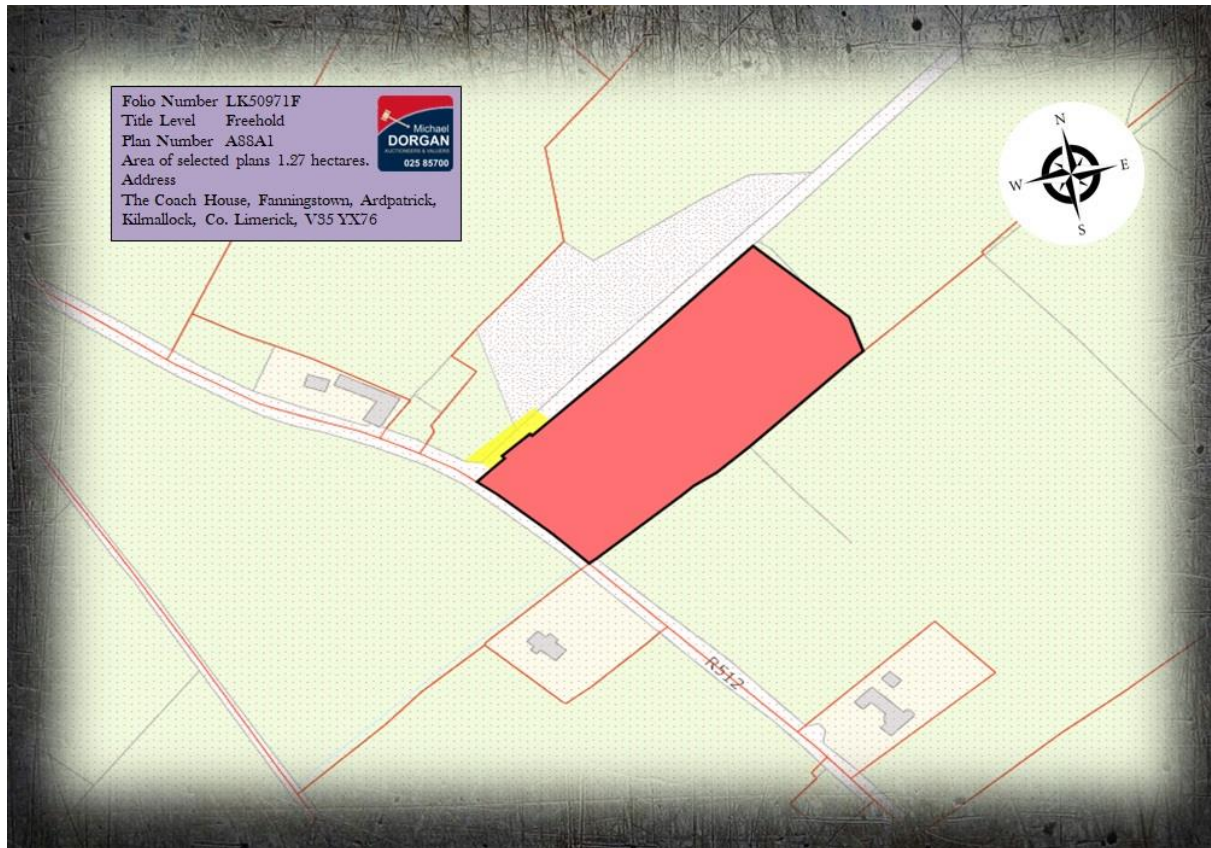 Folio Number LK50971F
Title Level Freehold
Plan Number A88A1
Area of selected plans 1.27 hectares.
Address
The Coach House, Fanningstown, Ardpatrick,
Kilmallock, Co. Limerick, V35 YX76
Michael
DORGAN
AUCTIONEERS & VALUERS
025 85700
N
W
E
S
R512